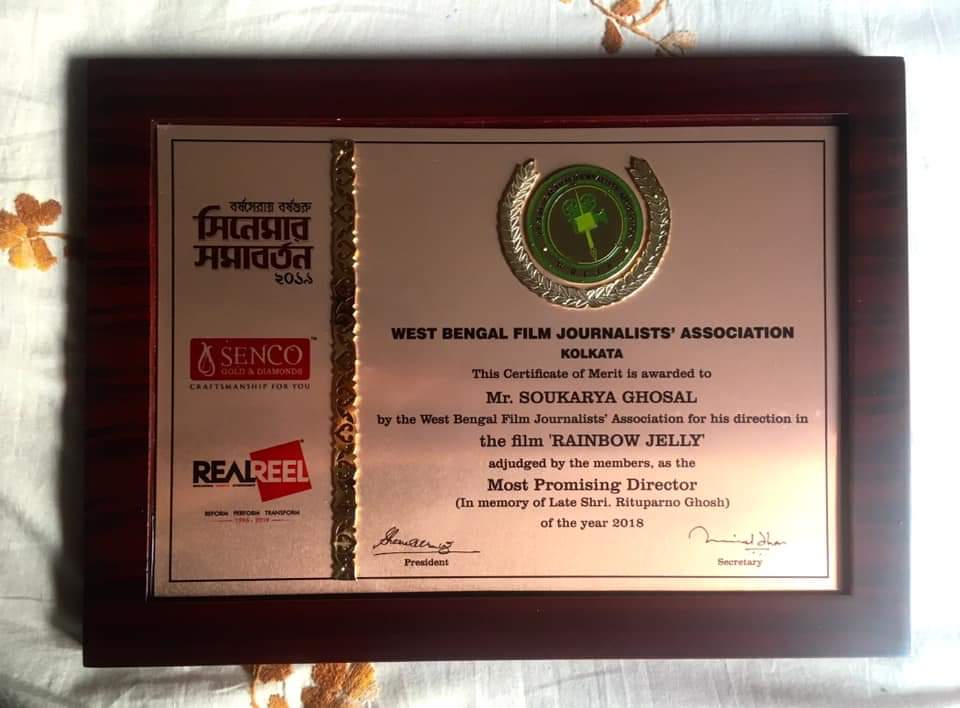 বর্ষসেরায় বর্ষশুরু
সিনেমার
সমাবর্তন
২০১৯
SENCO
GOLD & DIAMONDS
CRAFTSMANSHIP FOR YOU
REALREEL
REFORM PERFORM TRANSFORM
WEST BENGAL FILM JOURNALISTS' ASSOCIATION
KOLKATA
This Certificate of Merit is awarded to
Mr. SOUKARYA GHOSAL
by the West Bengal Film Journalists' Association for his direction in
the film 'RAINBOW JELLY'
adjudged by the members, as the
Most Promising Director
(In memory of Late Shri. Rituparno Ghosh)
of the year 2018
President
Secretary